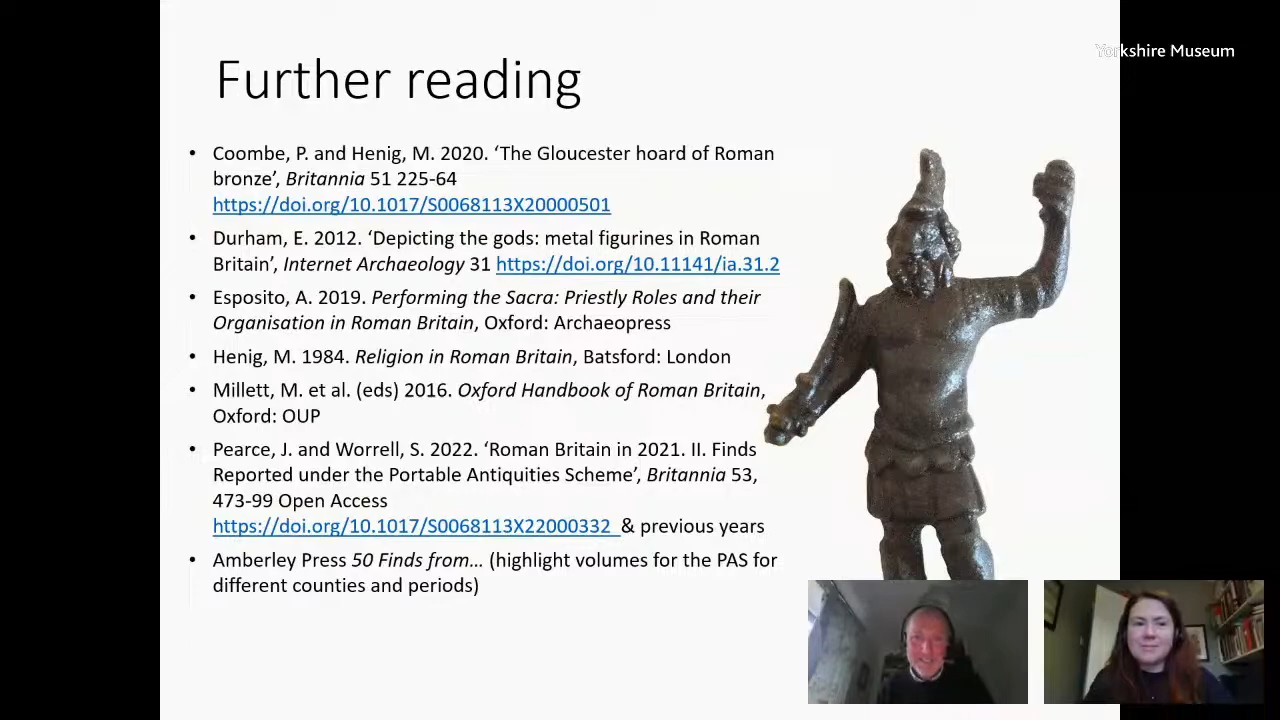 Yorkshire Museum
Further reading
• Coombe, P. and Henig, M. 2020. ‘The Gloucester hoard of Roman
bronze’, Britannia 51 225-64
https://doi.org/10.1017/S0068113X20000501
• Durham, E. 2012. ‘Depicting the gods: metal figurines in Roman
Britain’, Internet Archaeology 31 https://doi.org/10.11141/ia.31.2
• Esposito, A. 2019. Performing the Sacra: Priestly Roles and their
Organisation in Roman Britain, Oxford: Archaeopress
• Henig, M. 1984. Religion in Roman Britain, Batsford: London
• Millett, M. et al. (eds) 2016. Oxford Handbook of Roman Britain,
Oxford: OUP
• Pearce, J. and Worrell, S. 2022. ‘Roman Britain in 2021. II. Finds
Reported under the Portable Antiquities Scheme’, Britannia 53,
473-99 Open Access
https://doi.org/10.1017/S0068113X22000332 & previous years
• Amberley Press 50 Finds from... (highlight volumes for the PAS for
different counties and periods)